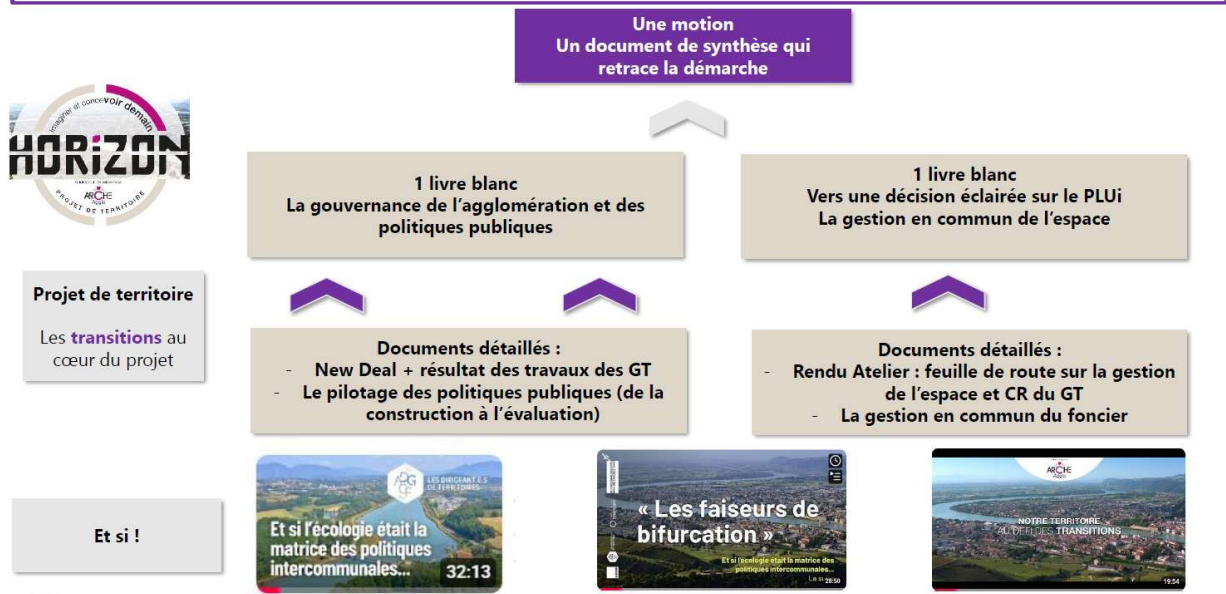 Une motion
Un document de synthèse qui
retrace la démarche
Imaginer et concevoir demain
HORiZON
ARCHE
Agglo
PROJET DE TERRITOIRE
1 livre blanc
La gouvernance de l'agglomération et des
politiques publiques
1 livre blanc
Vers une décision éclairée sur le PLUi
La gestion en commun de l'espace
Projet de territoire
Les transitions au
cœur du projet
Documents détaillés :
- New Deal + résultat des travaux des GT
- Le pilotage des politiques publiques (de la
construction à l'évaluation)
Documents détaillés :
- Rendu Atelier : feuille de route sur la gestion
de l'espace et CR du GT
- La gestion en commun du foncier
Et si !
ADGCF
LES DIRIGEANT.E.S
DE TERRITOIRES
Et si l'écologie était la
matrice des politiques
intercommunales...
32:13
« Les faiseurs de
bifurcation »
Et si l'écologie était la matrice des
politiques intercommunales...
La s
28:50
ARCHE
Agglo
NOTRE TERRITOIRE
AU DEFI DES TRANSITIONS
19:54